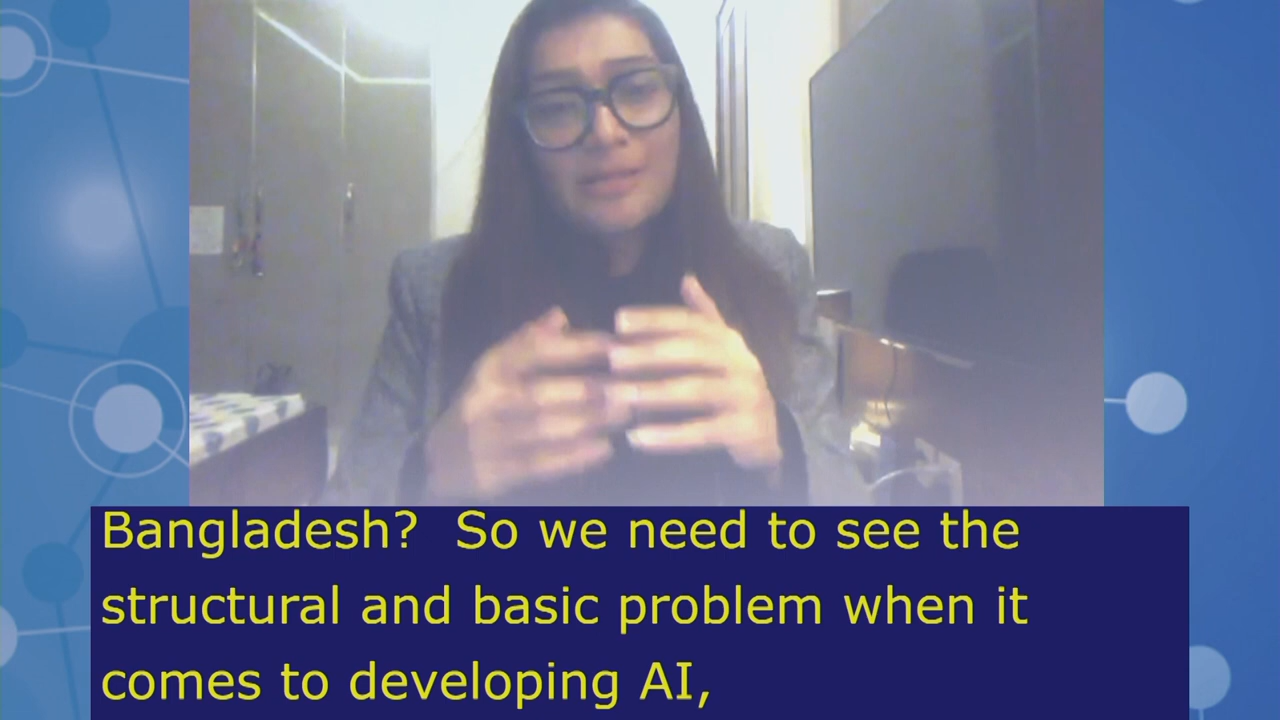 Bangladesh?  So we need to see the
structural and basic problem when it
comes to developing AI,